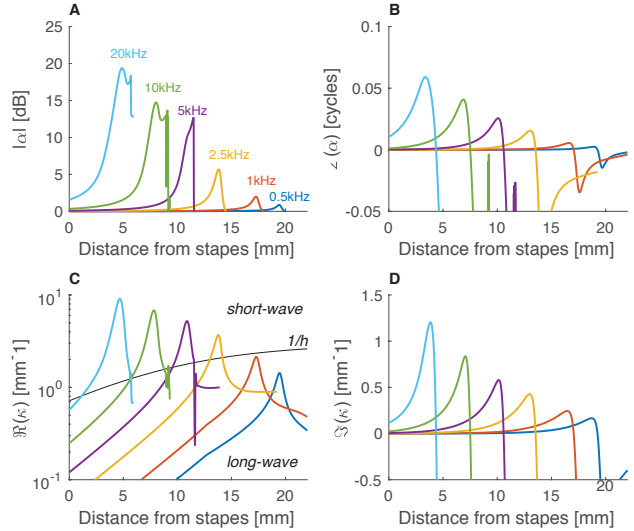 A
25
20
15
10
5
0
|α| [dB]
20kHz
10kHz
5kHz
2.5kHz
1kHz
0.5kHz
0 5 10 15 20
Distance from stapes [mm]
B
0.1
0.05
0
-0.05
∠(α) [cycles]
0 5 10 15 20
Distance from stapes [mm]
C
10^1
10^0
10^-1
ℜ(κ) [mm^-1]
short-wave
1/h
long-wave
0 5 10 15 20
Distance from stapes [mm]
D
1.5
1
0.5
0
-0.5
ℑ(κ) [mm^-1]
0 5 10 15 20
Distance from stapes [mm]